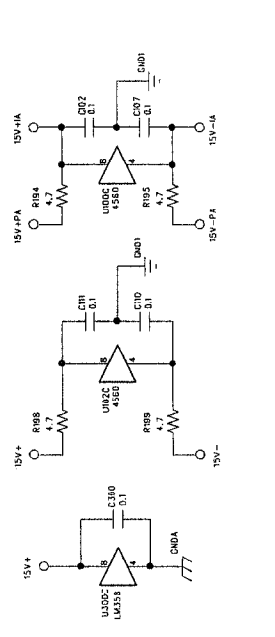 15V+IA
C102
0.1
GND1
C107
0.1
15V-IA
R194
4.7
8
4
U100C
4560
R195
4.7
15V+PA
15V-PA
C111
0.1
GND1
C110
0.1
8
4
U102C
4560
R198
4.7
R199
4.7
15V+
15V-
C360
0.1
15V+
8
4
GNDA
U300C
LM358